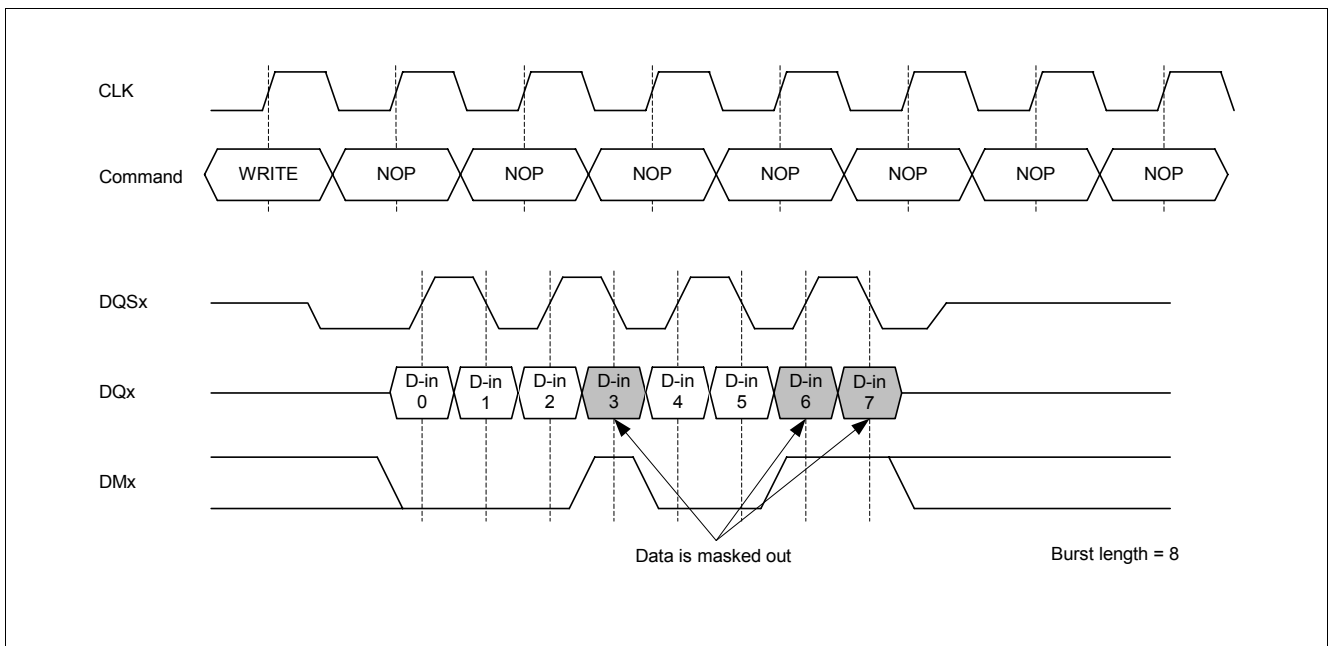 CLK
Command WRITE NOP NOP NOP NOP NOP NOP NOP
DQSx
DQx D-in 0 D-in 1 D-in 2 D-in 3 D-in 4 D-in 5 D-in 6 D-in 7
DMx
Data is masked out
Burst length = 8